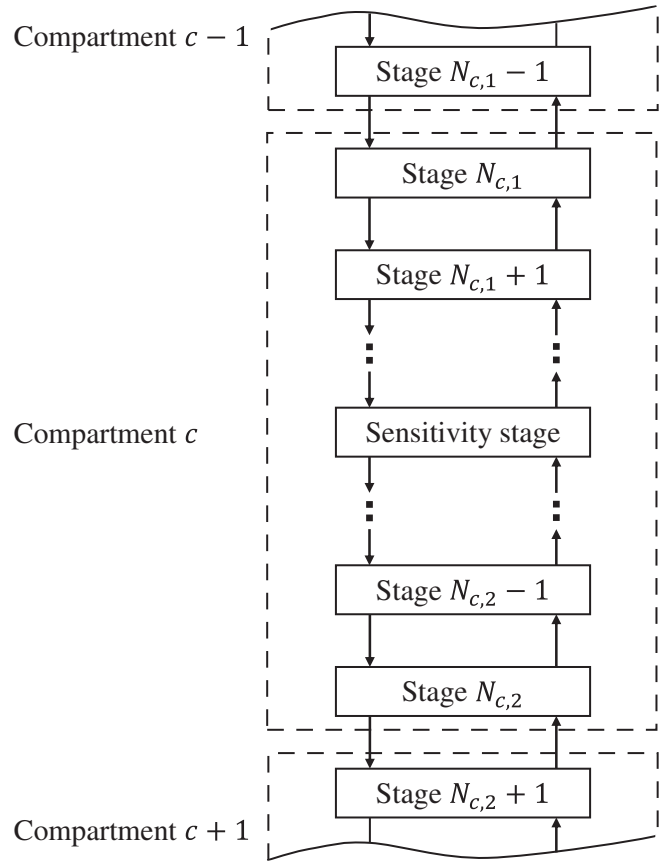 Compartment c − 1
Stage N_{c,1} − 1
Stage N_{c,1}
Stage N_{c,1} + 1
Compartment c
Sensitivity stage
Stage N_{c,2} − 1
Stage N_{c,2}
Stage N_{c,2} + 1
Compartment c + 1